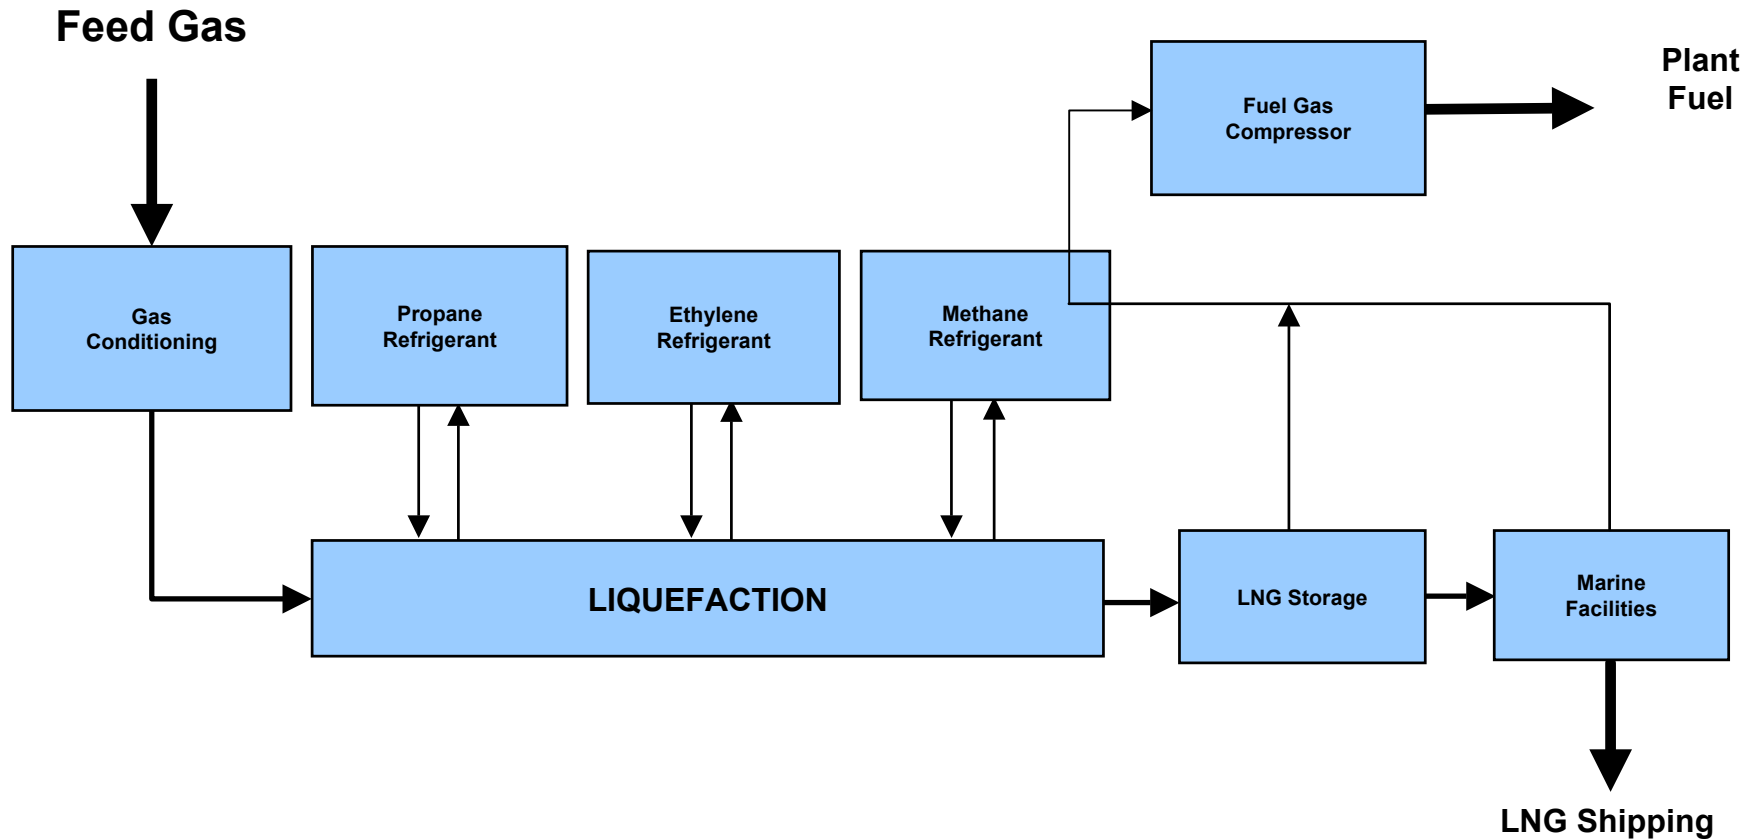 Feed Gas
Plant
Fuel
Fuel Gas
Compressor
Gas
Conditioning
Propane
Refrigerant
Ethylene
Refrigerant
Methane
Refrigerant
LIQUEFACTION
LNG Storage
Marine
Facilities
LNG Shipping